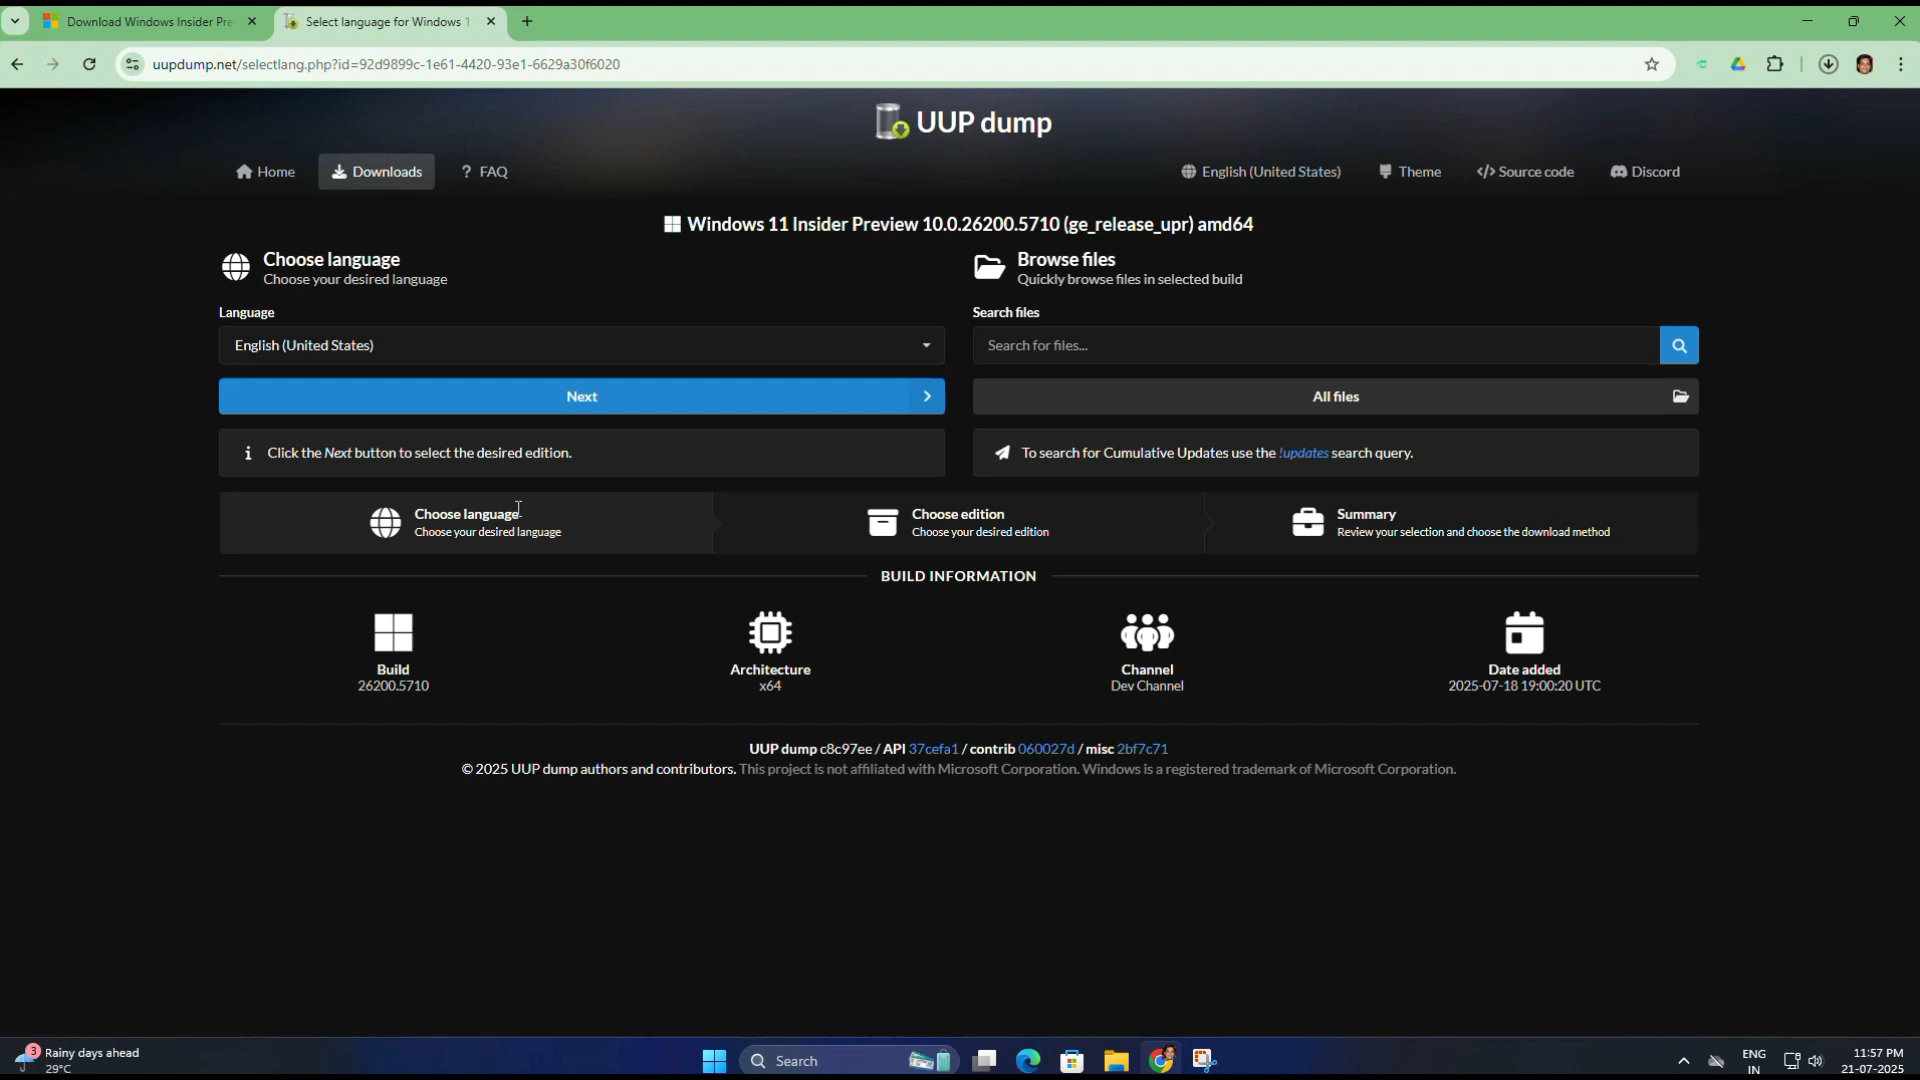 Download Windows Insider Pre
Select language for Windows 1
uupdump.net/selectlang.php?id=92d9899c-1e61-4420-93e1-6629a30f6020
UUP dump
Home
Downloads
? FAQ
English (United States)
Theme
</> Source code
Discord
Windows 11 Insider Preview 10.0.26200.5710 (ge_release_upr) amd64
Choose language
Choose your desired language
Browse files
Quickly browse files in selected build
Language
Search files
English (United States)
Search for files...
Next
All files
Click the Next button to select the desired edition.
To search for Cumulative Updates use the !updates search query.
Choose language
Choose your desired language
Choose edition
Choose your desired edition
Summary
Review your selection and choose the download method
BUILD INFORMATION
Build
26200.5710
Architecture
x64
Channel
Dev Channel
Date added
2025-07-18 19:00:20 UTC
UUP dump c8c97ee / API 37cefa1 / contrib 060027d / misc 2bf7c71
© 2025 UUP dump authors and contributors. This project is not affiliated with Microsoft Corporation. Windows is a registered trademark of Microsoft Corporation.
3
Rainy days ahead
29°C
Search
ENG
IN
11:57 PM
21-07-2025